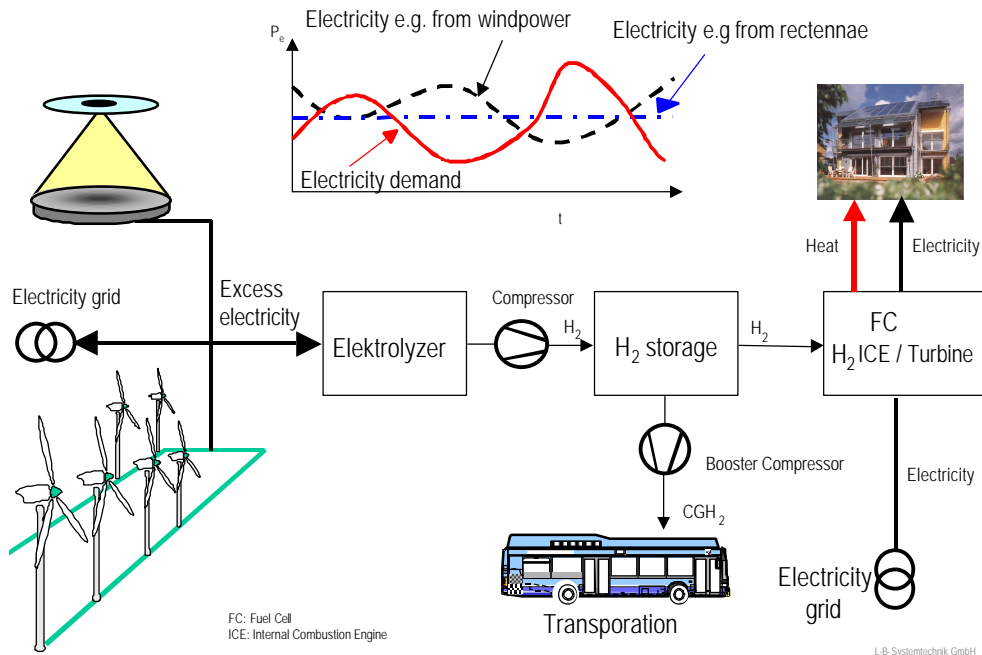 Electricity e.g. from windpower
Pe
Electricity e.g from rectennae
Electricity demand
t
Heat
Electricity
Electricity grid
Excess
electricity
Compressor
H2
Elektrolyzer
H2 storage
H2
FC
H2 ICE / Turbine
Booster Compressor
CGH2
Electricity
Transporation
Electricity
grid
FC: Fuel Cell
ICE: Internal Combustion Engine
L-B-Systemtechnik GmbH